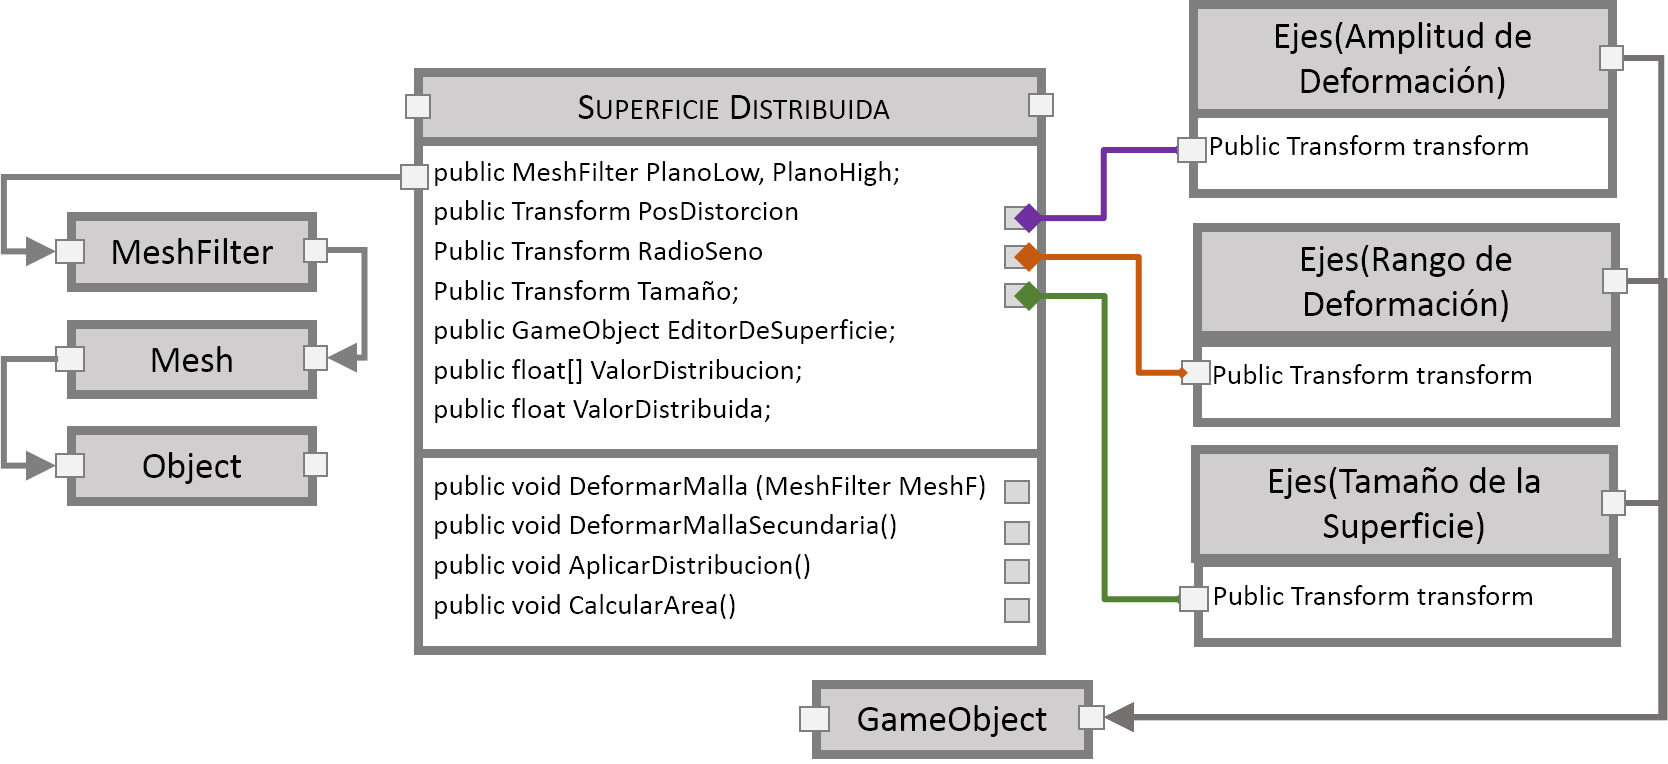 SUPERFICIE DISTRIBUIDA
public MeshFilter PlanoLow, PlanoHigh;
public Transform PosDistorcion
Public Transform RadioSeno
Public Transform Tamaño;
public GameObject EditorDeSuperficie;
public float[] ValorDistribucion;
public float ValorDistribuida;
public void DeformarMalla (MeshFilter MeshF)
public void DeformarMallaSecundaria()
public void AplicarDistribucion()
public void CalcularArea()
MeshFilter
Mesh
Object
Ejes(Amplitud de
Deformación)
Public Transform transform
Ejes(Rango de
Deformación)
Public Transform transform
Ejes(Tamaño de la
Superficie)
Public Transform transform
GameObject